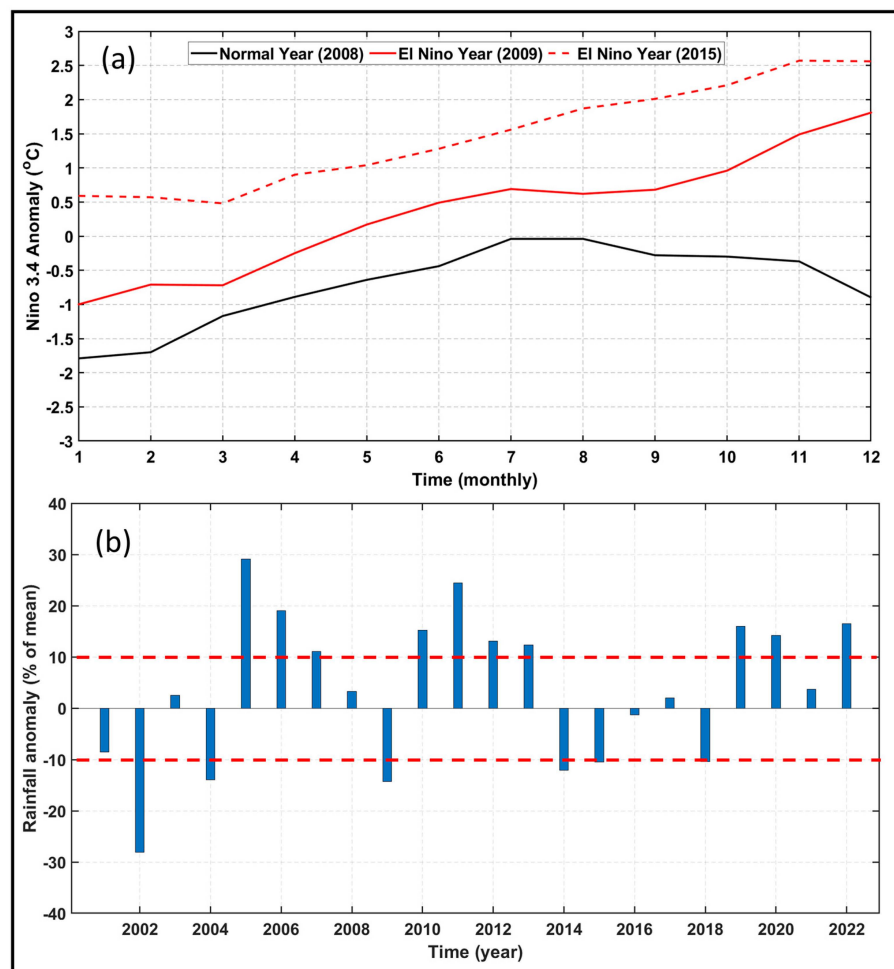 (a)
Normal Year (2008) El Nino Year (2009) El Nino Year (2015)
Nino 3.4 Anomaly (°C)
3
2.5
2
1.5
1
0.5
0
-0.5
-1
-1.5
-2
-2.5
-3
1 2 3 4 5 6 7 8 9 10 11 12
Time (monthly)
(b)
Rainfall anomaly (% of mean)
40
30
20
10
0
-10
-20
-30
-40
2002 2004 2006 2008 2010 2012 2014 2016 2018 2020 2022
Time (year)